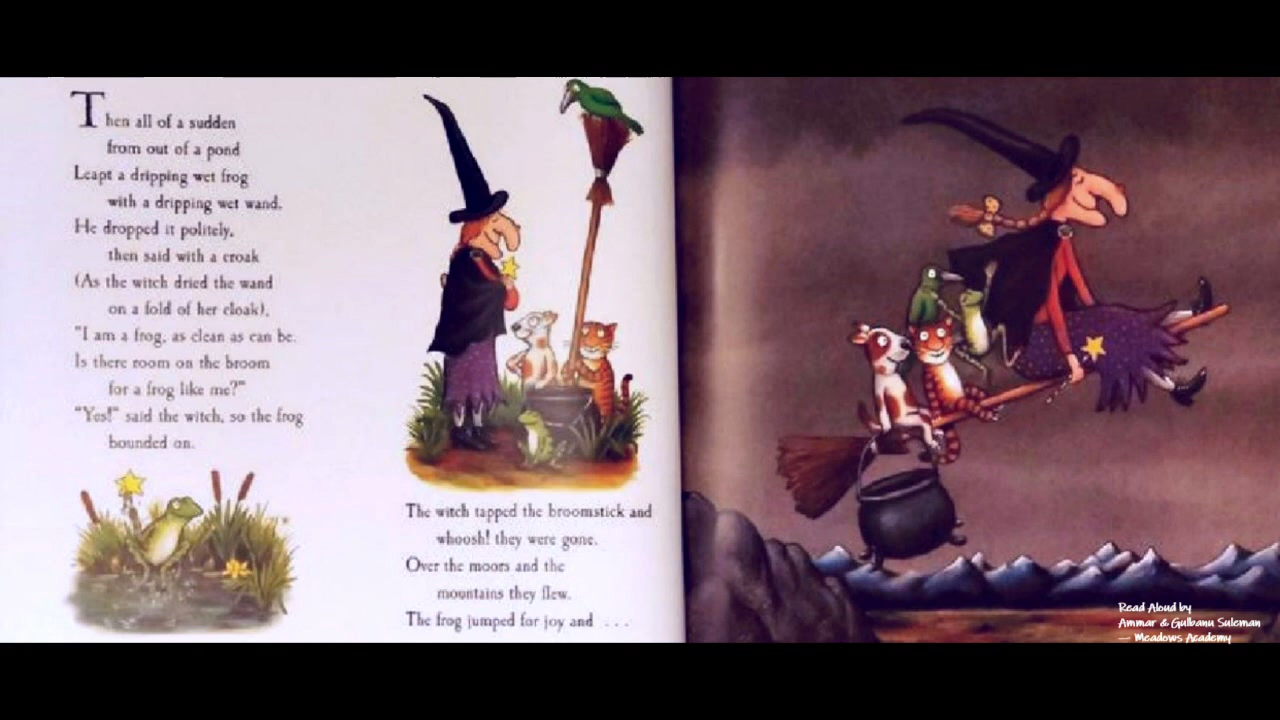 Then all of a sudden
from out of a pond
Leapt a dripping wet frog
with a dripping wet wand.
He dropped it politely,
then said with a croak
(As the witch dried the wand
on a fold of her cloak),
"I am a frog, as clean as can be.
Is there room on the broom
for a frog like me?"
"Yes!" said the witch, so the frog
bounded on.
The witch tapped the broomstick and
whoosh! they were gone.
Over the moors and the
mountains they flew.
The frog jumped for joy and . . .
Read Aloud by
Ammar & Gulbanu Suleman
— Meadows Academy